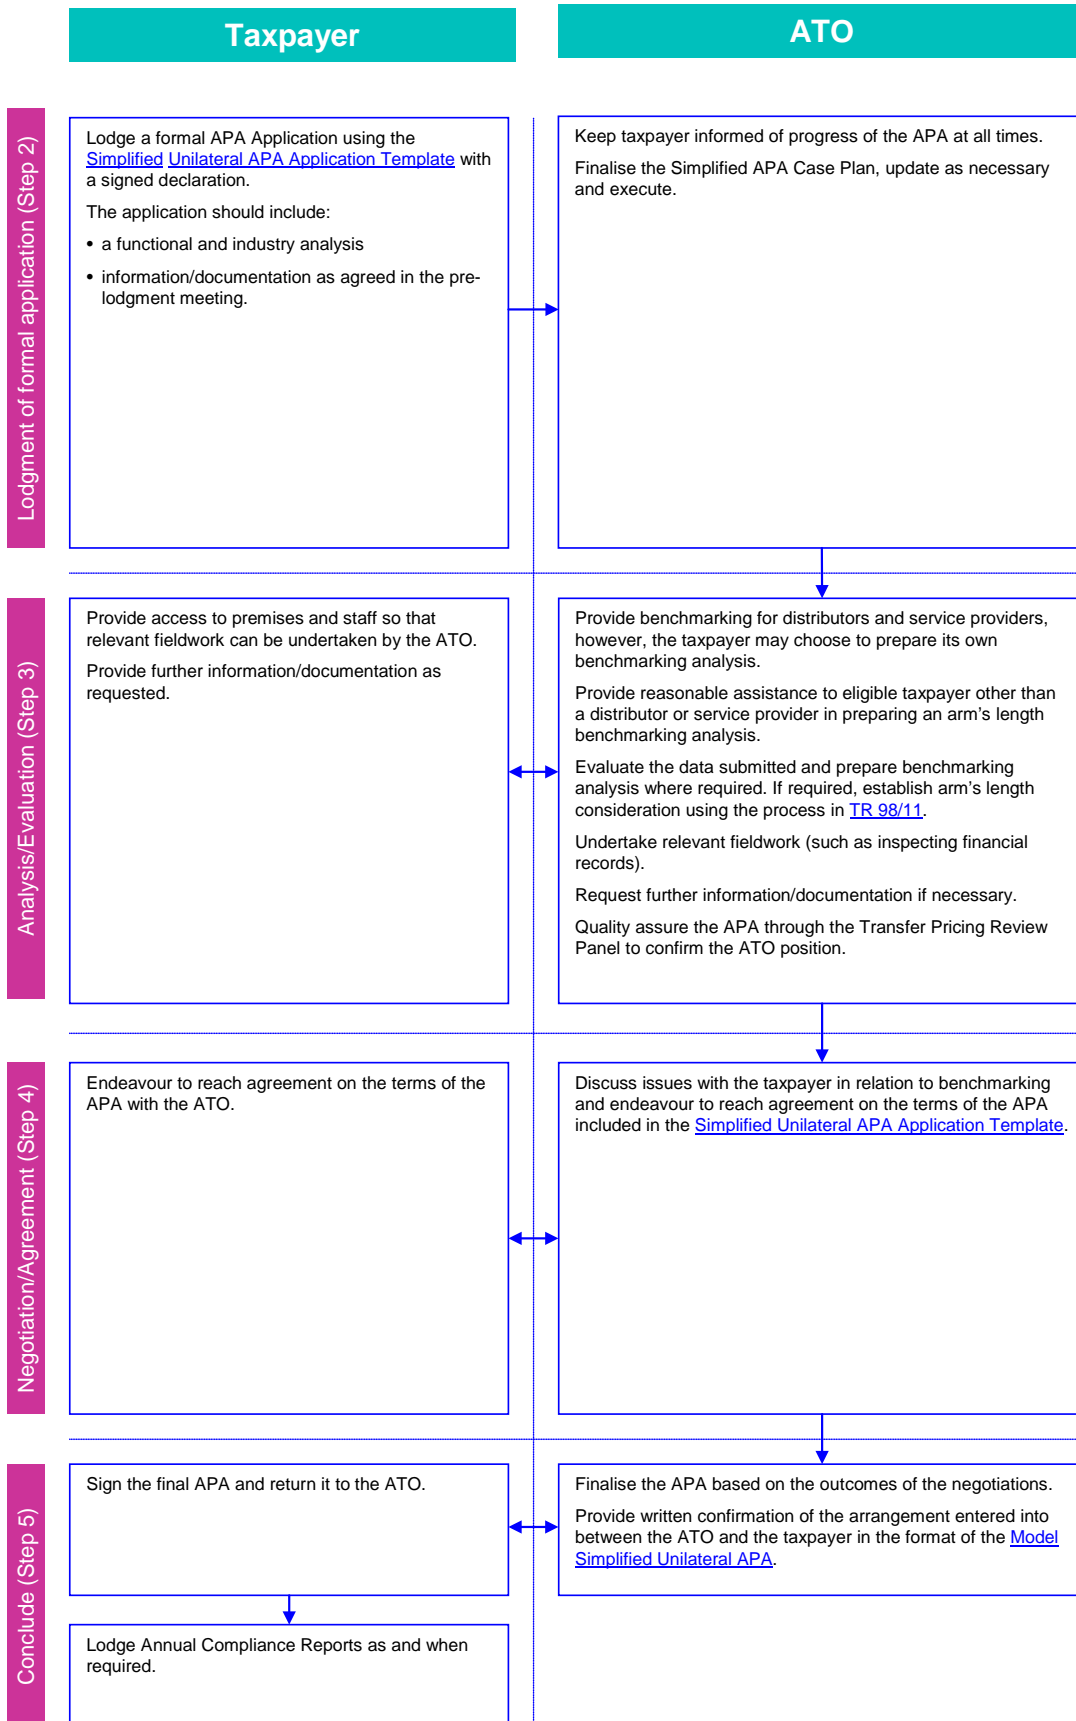 Taxpayer
ATO
Lodgment of formal application (Step 2)
Lodge a formal APA Application using the
Simplified Unilateral APA Application Template with
a signed declaration.
The application should include:
• a functional and industry analysis
• information/documentation as agreed in the pre-
lodgment meeting.
Keep taxpayer informed of progress of the APA at all times.
Finalise the Simplified APA Case Plan, update as necessary
and execute.
Analysis/Evaluation (Step 3)
Provide access to premises and staff so that
relevant fieldwork can be undertaken by the ATO.
Provide further information/documentation as
requested.
Provide benchmarking for distributors and service providers,
however, the taxpayer may choose to prepare its own
benchmarking analysis.
Provide reasonable assistance to eligible taxpayer other than
a distributor or service provider in preparing an arm's length
benchmarking analysis.
Evaluate the data submitted and prepare benchmarking
analysis where required. If required, establish arm's length
consideration using the process in TR 98/11.
Undertake relevant fieldwork (such as inspecting financial
records).
Request further information/documentation if necessary.
Quality assure the APA through the Transfer Pricing Review
Panel to confirm the ATO position.
Negotiation/Agreement (Step 4)
Endeavour to reach agreement on the terms of the
APA with the ATO.
Discuss issues with the taxpayer in relation to benchmarking
and endeavour to reach agreement on the terms of the APA
included in the Simplified Unilateral APA Application Template.
Conclude (Step 5)
Sign the final APA and return it to the ATO.
Finalise the APA based on the outcomes of the negotiations.
Provide written confirmation of the arrangement entered into
between the ATO and the taxpayer in the format of the Model
Simplified Unilateral APA.
Lodge Annual Compliance Reports as and when
required.